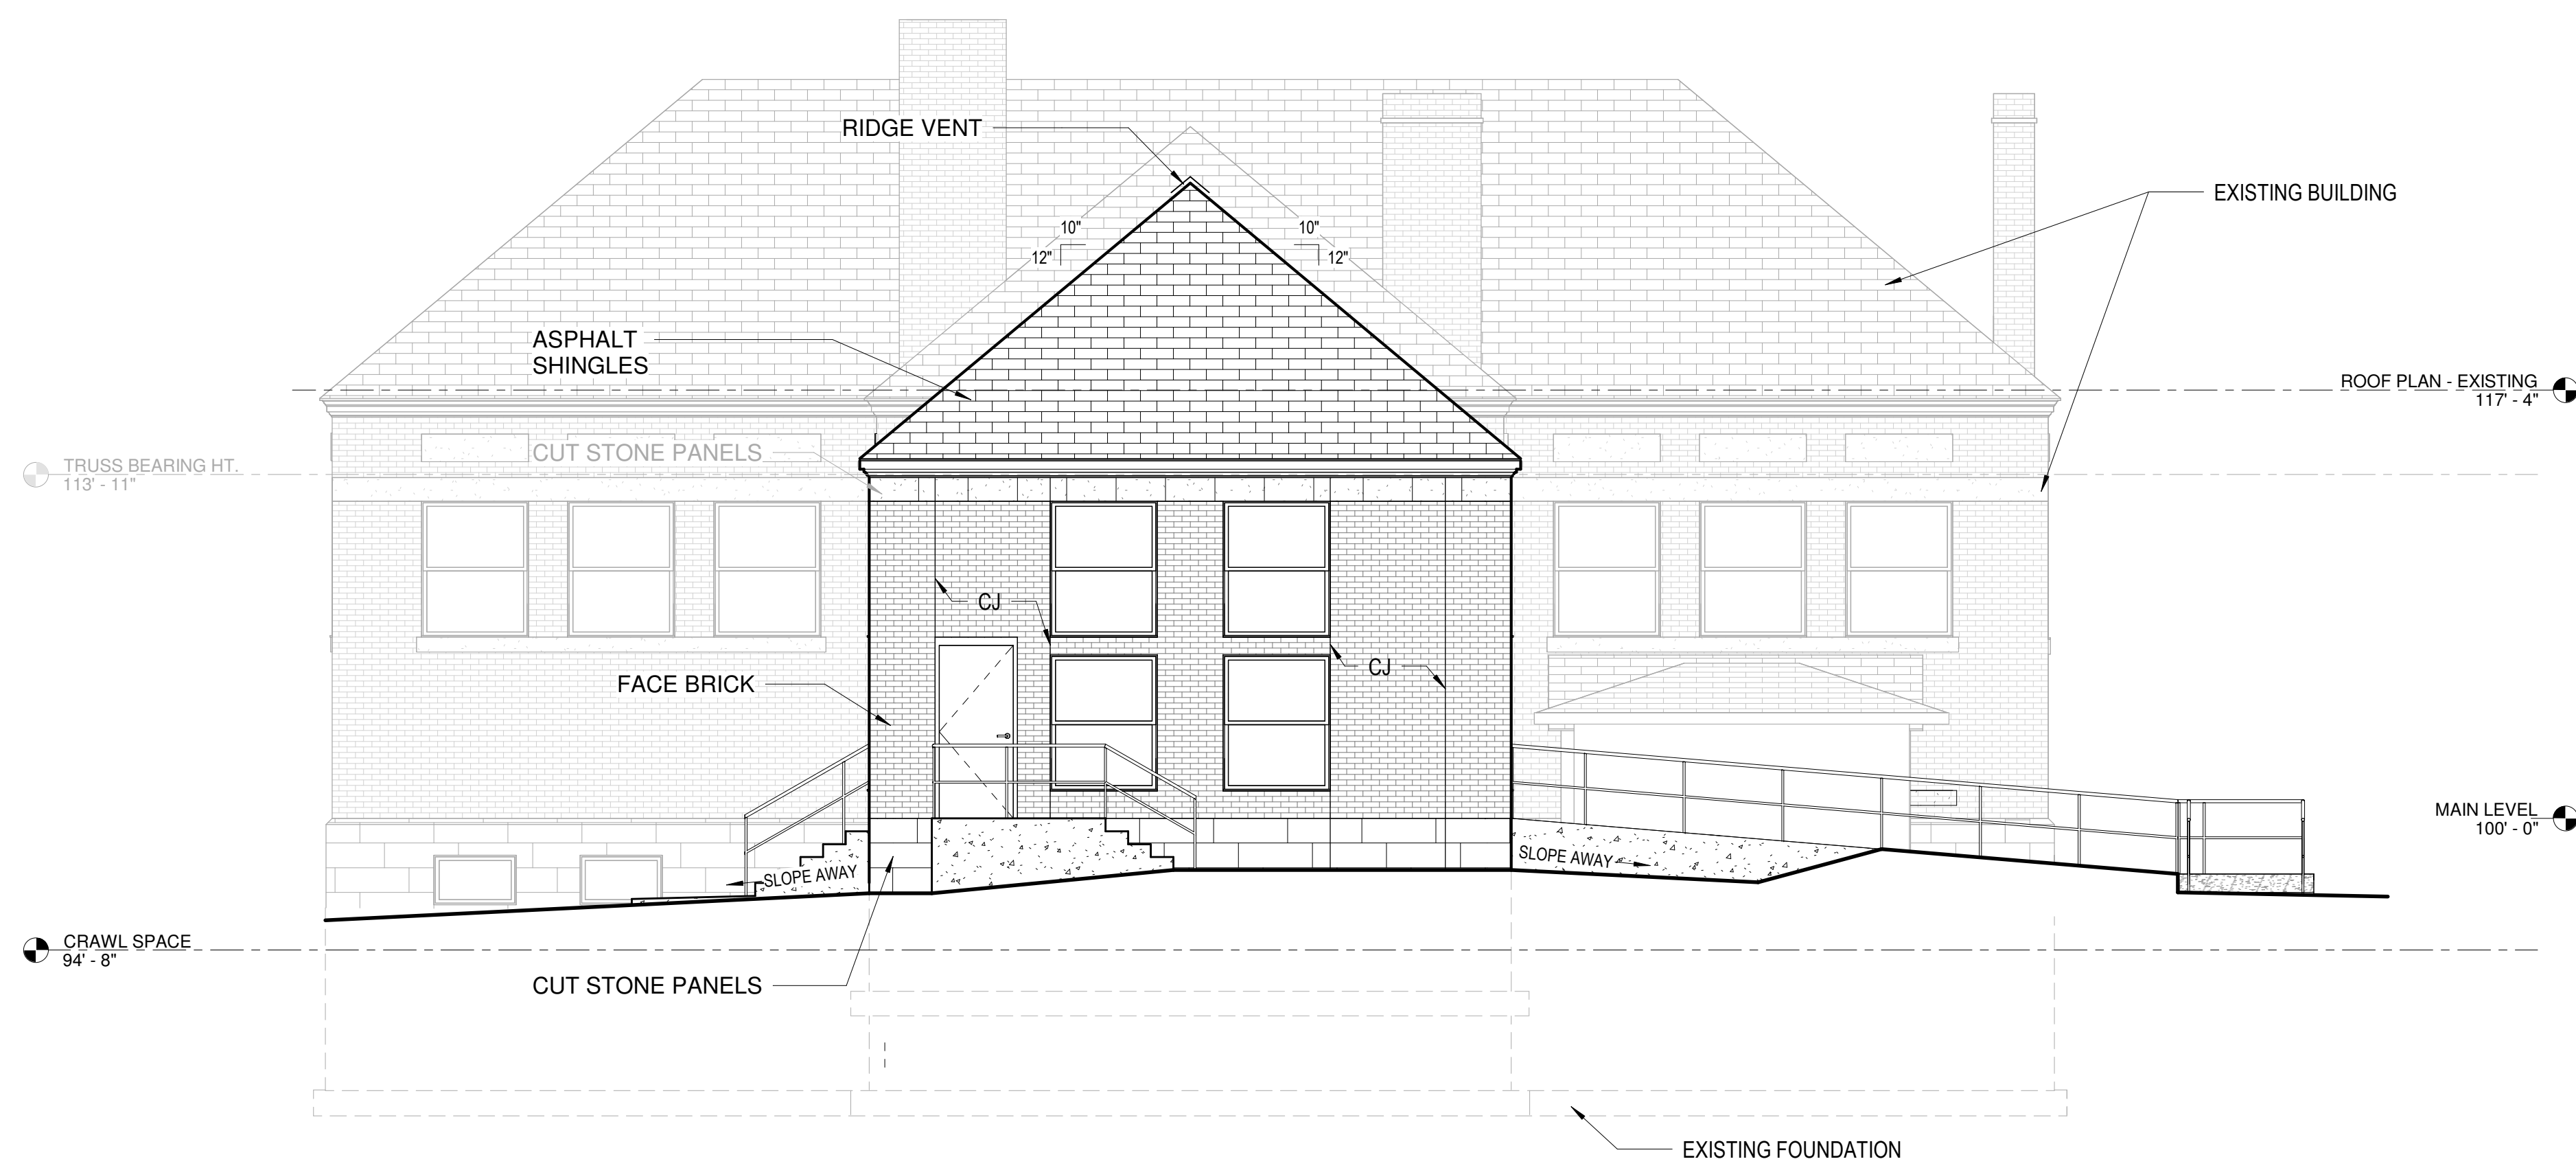 RIDGE VENT
EXISTING BUILDING
10"
10"
12"
12"
ASPHALT
SHINGLES
ROOF PLAN - EXISTING
117' - 4"
CUT STONE PANELS
TRUSS BEARING HT.
113' - 11"
CJ
CJ
FACE BRICK
MAIN LEVEL
100' - 0"
SLOPE AWAY
SLOPE AWAY
CRAWL SPACE
94' - 8"
CUT STONE PANELS
EXISTING FOUNDATION